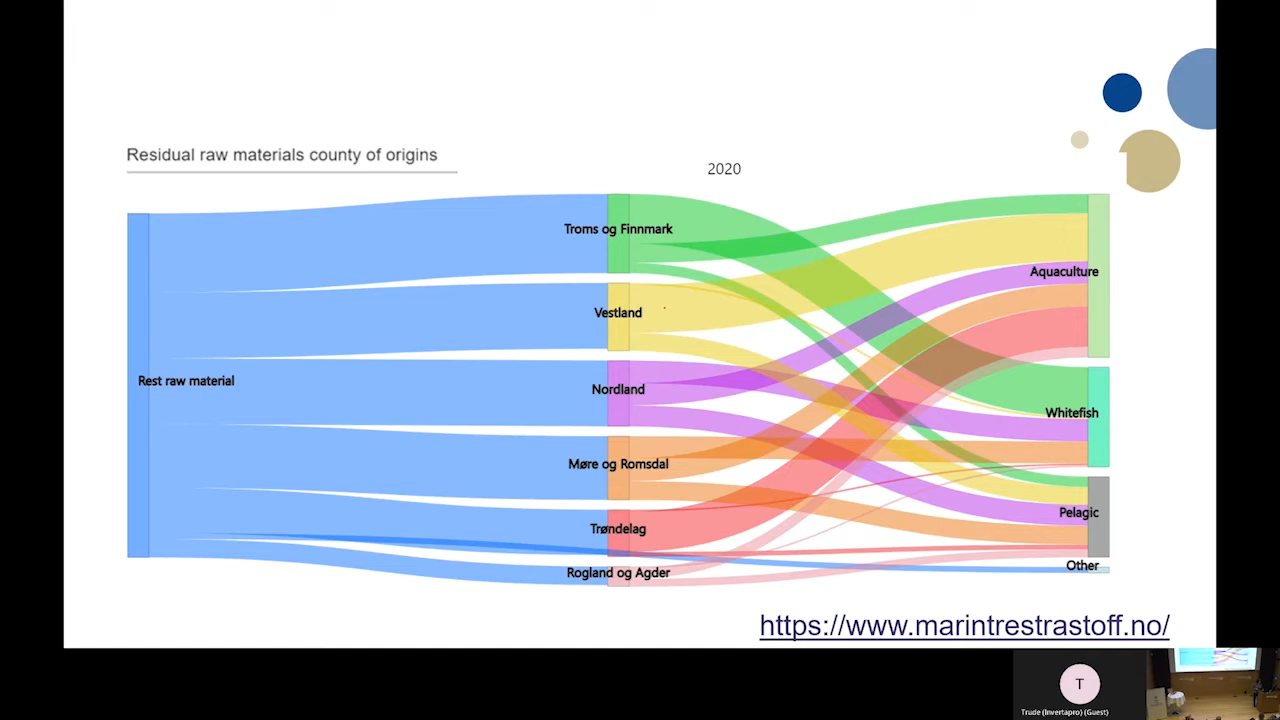 Residual raw materials county of origins
2020
Troms og Finnmark
Aquaculture
Vestland
Rest raw material
Nordland
Whitefish
Møre og Romsdal
Pelagic
Trøndelag
Other
Rogland og Agder
https://www.marintrestrastoff.no/
T
Trude (Invertapro) (Guest)